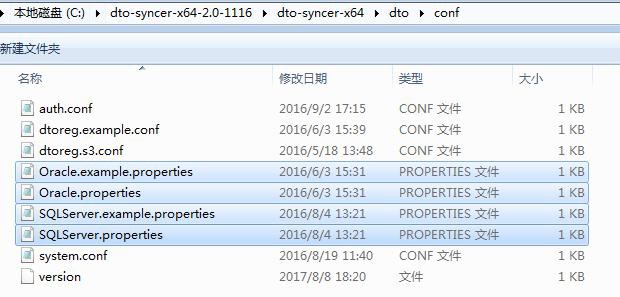 本地磁盘 (C:) ▸ dto-syncer-x64-2.0-1116 ▸ dto-syncer-x64 ▸ dto ▸ conf
新建文件夹
名称 修改日期 类型 大小
auth.conf 2016/9/2 17:15 CONF 文件 1 KB
dtoreg.example.conf 2016/6/3 15:39 CONF 文件 1 KB
dtoreg.s3.conf 2016/5/18 13:48 CONF 文件 1 KB
Oracle.example.properties 2016/6/3 15:31 PROPERTIES 文件 1 KB
Oracle.properties 2016/6/3 15:31 PROPERTIES 文件 1 KB
SQLServer.example.properties 2016/8/4 13:21 PROPERTIES 文件 1 KB
SQLServer.properties 2016/8/4 13:21 PROPERTIES 文件 1 KB
system.conf 2016/8/19 11:40 CONF 文件 1 KB
version 2017/8/8 18:20 文件 1 KB